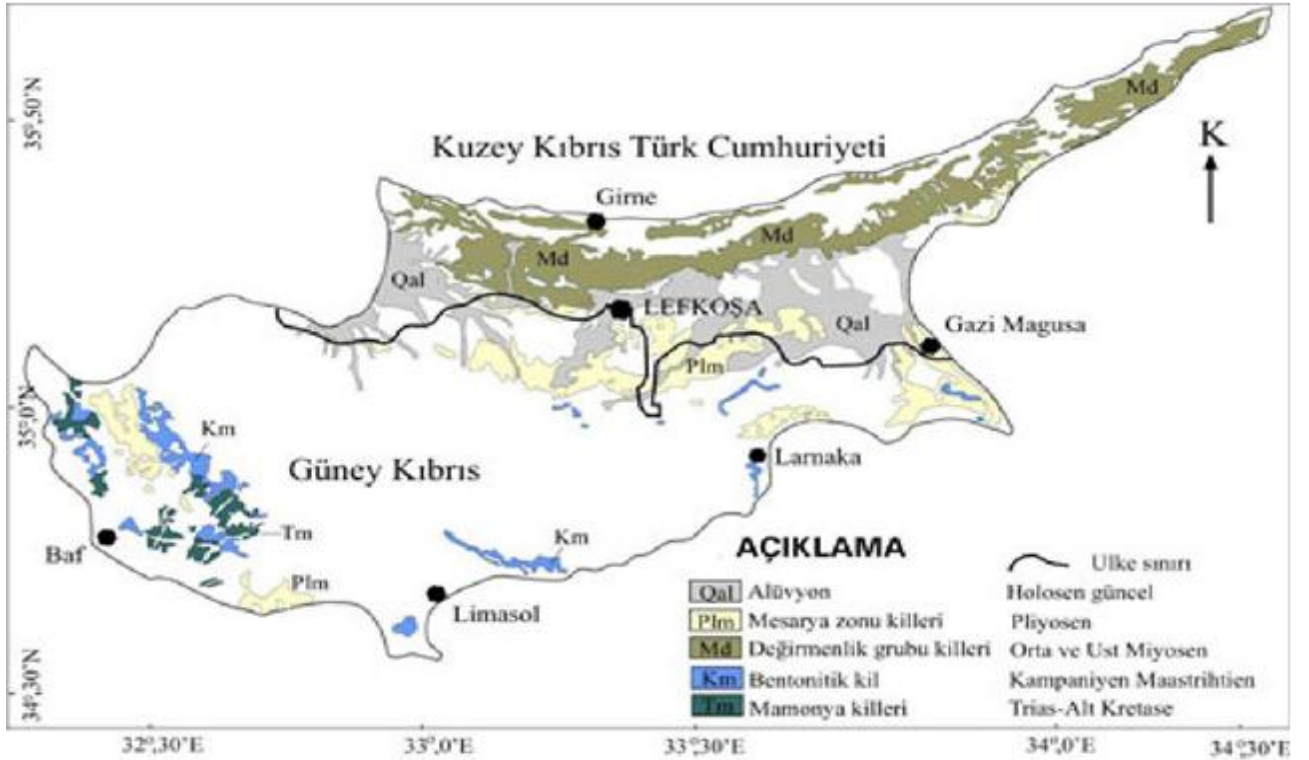 Md
Kuzey Kıbrıs Türk Cumhuriyeti
K
Girne
Md
Md
Qal
LEFKOŞA
Qal
Gazi Magusa
Plm
Km
Güney Kıbrıs
Larnaka
Tm
Baf
Km
Plm
Limasol
AÇIKLAMA
Ulke sınırı
Qal Alüvyon Holosen güncel
Plm Mesarya zonu killeri Pliyosen
Md Değirmenlik grubu killeri Orta ve Ust Miyosen
Km Bentonitik kil Kampaniyen Maastrihtien
Tm Mamonya killeri Trias-Alt Kretase
35°,50'N
35°,0'N
34°,30'N
32°,30'E
33°,0'E
33°,30'E
34°,0'E
34°,30'E